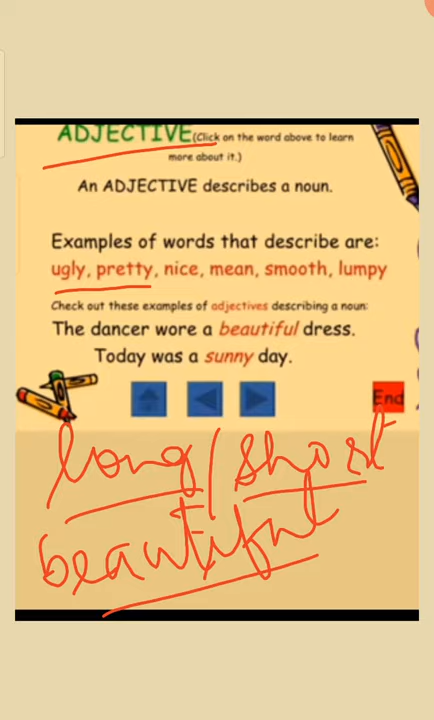 ADJECTIVE(Click on the word above to learn
more about it.)
An ADJECTIVE describes a noun.
Examples of words that describe are:
ugly, pretty, nice, mean, smooth, lumpy
Check out these examples of adjectives describing a noun:
The dancer wore a beautiful dress.
Today was a sunny day.
End
long/short
beautiful